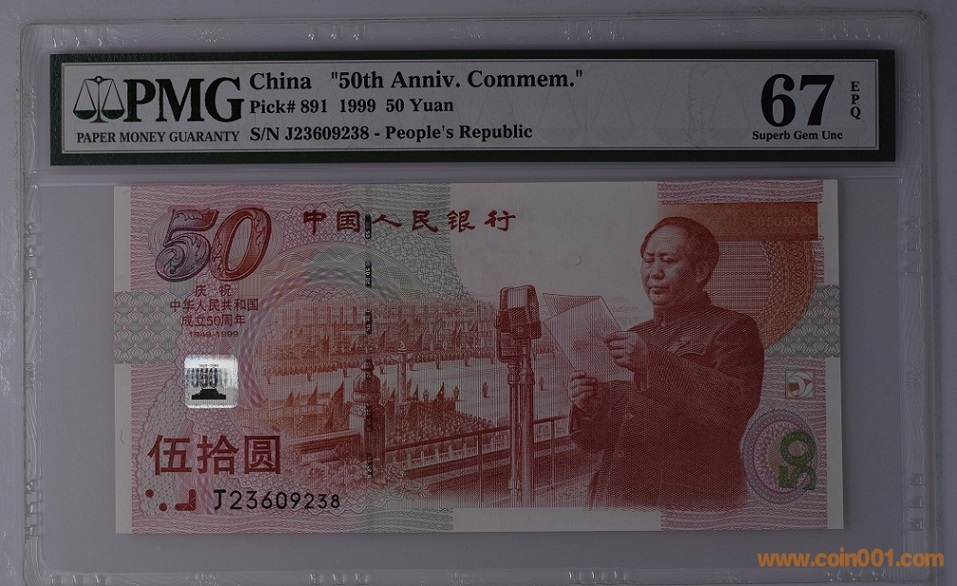 PMG
PAPER MONEY GUARANTY
China "50th Anniv. Commem."
Pick# 891 1999 50 Yuan
S/N J23609238 - People's Republic
67
EPQ
Superb Gem Unc
50
中国人民银行
庆祝
中华人民共和国
成立50周年
1949-1999
伍拾圆
J23609238
50
www.coin001.com